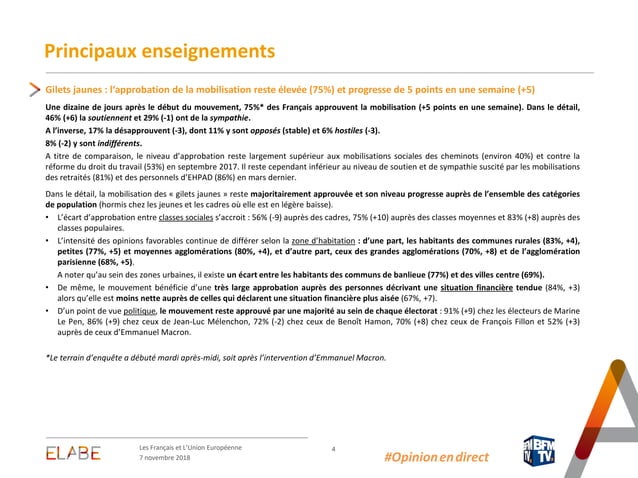 Principaux enseignements
Gilets jaunes : l'approbation de la mobilisation reste élevée (75%) et progresse de 5 points en une semaine (+5)
Une dizaine de jours après le début du mouvement, 75%* des Français approuvent la mobilisation (+5 points en une semaine). Dans le détail,
46% (+6) la soutiennent et 29% (-1) ont de la sympathie.
A l'inverse, 17% la désapprouvent (-3), dont 11% y sont opposés (stable) et 6% hostiles (-3).
8% (-2) y sont indifférents.
A titre de comparaison, le niveau d'approbation reste largement supérieur aux mobilisations sociales des cheminots (environ 40%) et contre la
réforme du droit du travail (53%) en septembre 2017. Il reste cependant inférieur au niveau de soutien et de sympathie suscité par les mobilisations
des retraités (81%) et des personnels d'EHPAD (86%) en mars dernier.
Dans le détail, la mobilisation des « gilets jaunes » reste majoritairement approuvée et son niveau progresse auprès de l'ensemble des catégories
de population (hormis chez les jeunes et les cadres où elle est en légère baisse).
• L'écart d'approbation entre classes sociales s'accroit : 56% (-9) auprès des cadres, 75% (+10) auprès des classes moyennes et 83% (+8) auprès des
classes populaires.
• L'intensité des opinions favorables continue de différer selon la zone d'habitation : d'une part, les habitants des communes rurales (83%, +4),
petites (77%, +5) et moyennes agglomérations (80%, +4), et d'autre part, ceux des grandes agglomérations (70%, +8) et de l'agglomération
parisienne (68%, +5).
A noter qu'au sein des zones urbaines, il existe un écart entre les habitants des communs de banlieue (77%) et des villes centre (69%).
• De même, le mouvement bénéficie d'une très large approbation auprès des personnes décrivant une situation financière tendue (84%, +3)
alors qu'elle est moins nette auprès de celles qui déclarent une situation financière plus aisée (67%, +7).
• D'un point de vue politique, le mouvement reste approuvé par une majorité au sein de chaque électorat : 91% (+9) chez les électeurs de Marine
Le Pen, 86% (+9) chez ceux de Jean-Luc Mélenchon, 72% (-2) chez ceux de Benoît Hamon, 70% (+8) chez ceux de François Fillon et 52% (+3)
auprès de ceux d'Emmanuel Macron.
*Le terrain d'enquête a débuté mardi après-midi, soit après l'intervention d'Emmanuel Macron.
ELABE
Les Français et L'Union Européenne
7 novembre 2018
4
#Opinionendirect
BFM
TV.